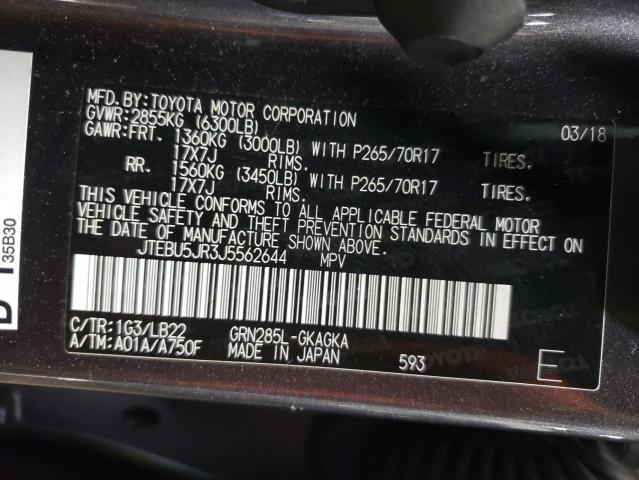 MFD.BY:TOYOTA MOTOR CORPORATION 03/18
GVWR:2855KG (6300LB)
GAWR:FRT. 1360KG (3000LB) WITH P265/70R17 TIRES.
17X7J RIMS.
RR. 1560KG (3450LB) WITH P265/70R17 TIRES.
17X7J RIMS.
THIS VEHICLE CONFORMS TO ALL APPLICABLE FEDERAL MOTOR
VEHICLE SAFETY AND THEFT PREVENTION STANDARDS IN EFFECT ON
THE DATE OF MANUFACTURE SHOWN ABOVE.
JTEBU5JR3J5562644 MPV
C/TR:1G3/LB22 GRN285L-GKAGKA
A/TM:A01A/A750F MADE IN JAPAN 593 E
35B30